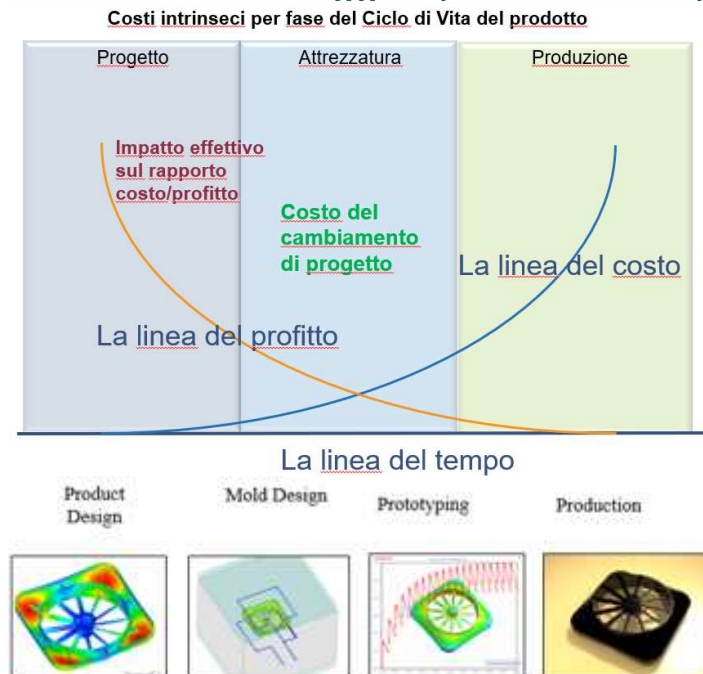 Costi intrinseci per fase del Ciclo di Vita del prodotto
Progetto
Attrezzatura
Produzione
Impatto effettivo
sul rapporto
costo/profitto
Costo del
cambiamento
di progetto
La linea del costo
La linea del profitto
La linea del tempo
Product
Design
Mold Design
Prototyping
Production